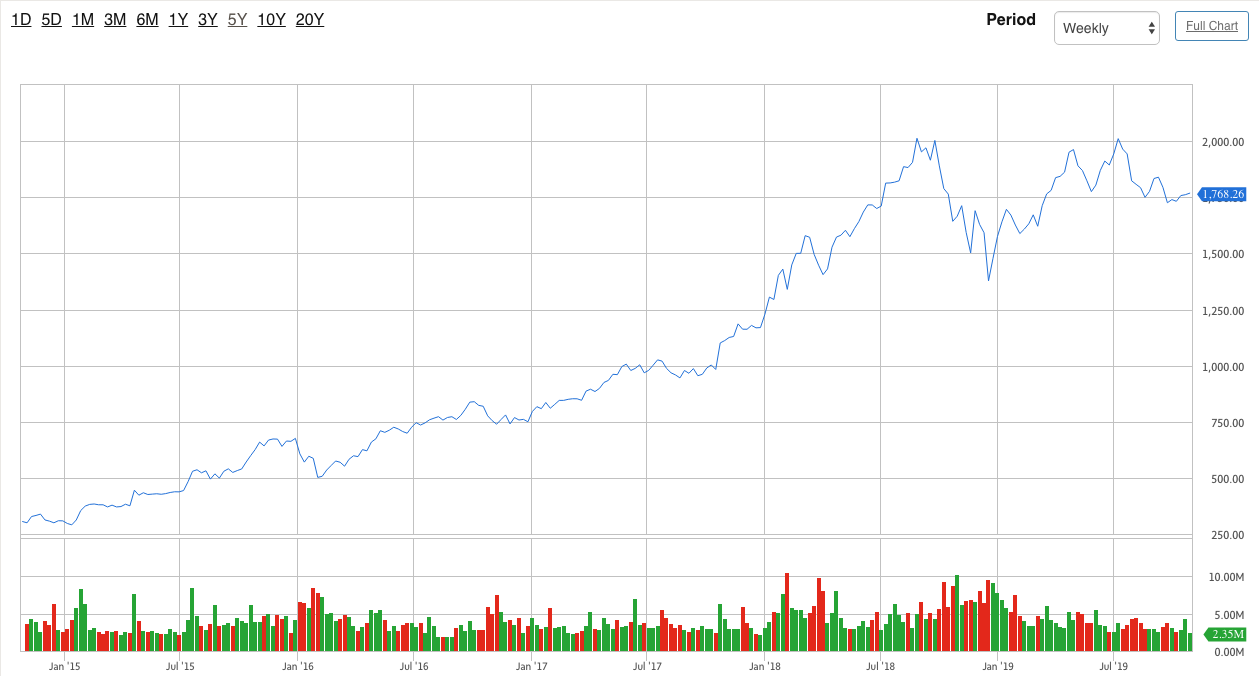 1D 5D 1M 3M 6M 1Y 3Y 5Y 10Y 20Y Period Weekly Full Chart
2,000.00
1,768.26
1,500.00
1,250.00
1,000.00
750.00
500.00
250.00
10.00M
5.00M
2.35M
0.00M
Jan '15 Jul '15 Jan '16 Jul '16 Jan '17 Jul '17 Jan '18 Jul '18 Jan '19 Jul '19